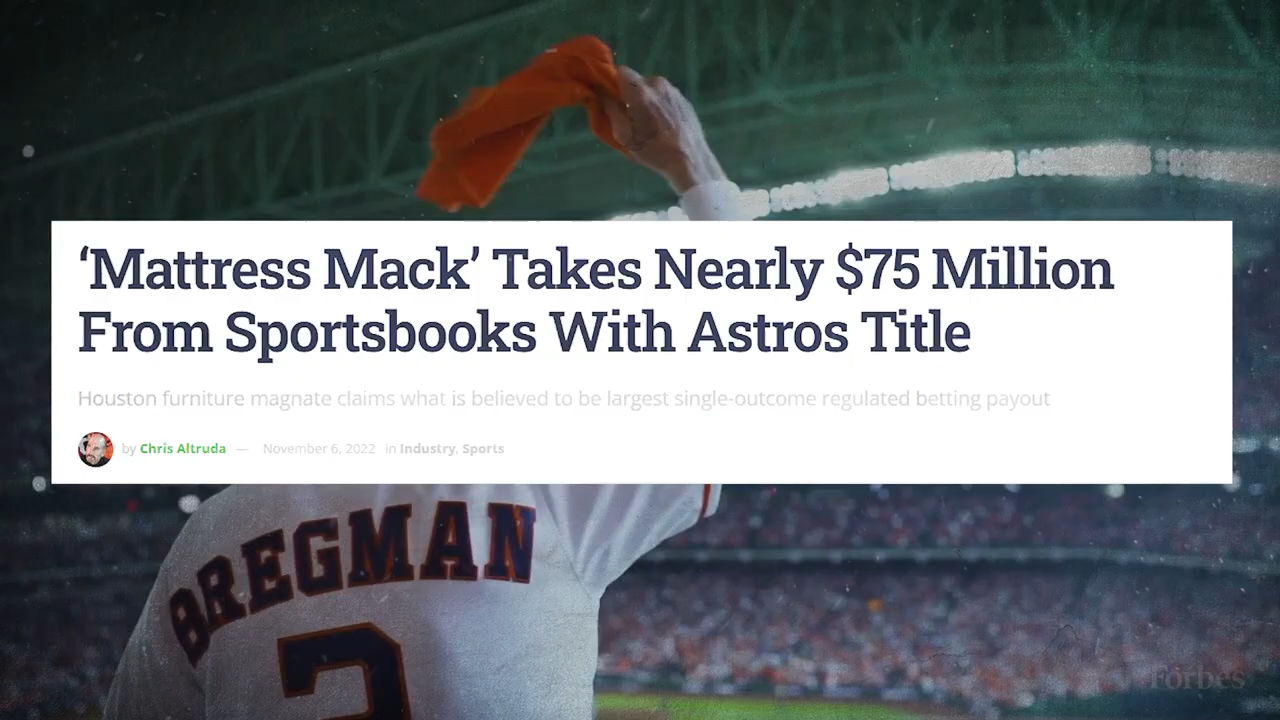 ‘Mattress Mack’ Takes Nearly $75 Million
From Sportsbooks With Astros Title
Houston furniture magnate claims what is believed to be largest single-outcome regulated betting payout
by Chris Altruda — November 6, 2022 in Industry, Sports
BREGMAN
2
Forbes